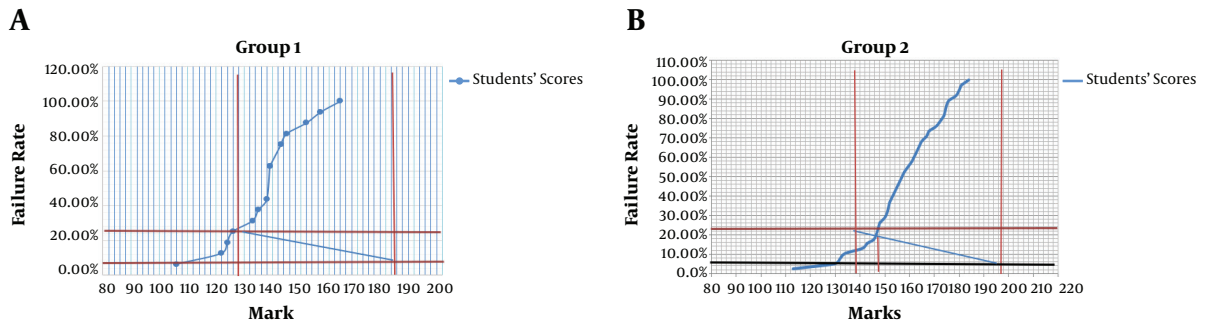 A
Group 1
120.00%
100.00%
80.00%
60.00%
40.00%
20.00%
0.00%
Failure Rate
80 90 100 110 120 130 140 150 160 170 180 190 200
Mark
Students' Scores
B
Group 2
110.00%
100.00%
90.00%
80.00%
70.00%
60.00%
50.00%
40.00%
30.00%
20.00%
10.00%
0.0%
Failure Rate
80 90 100 110 120 130 140 150 160 170 180 190 200 210 220
Marks
Students' Scores